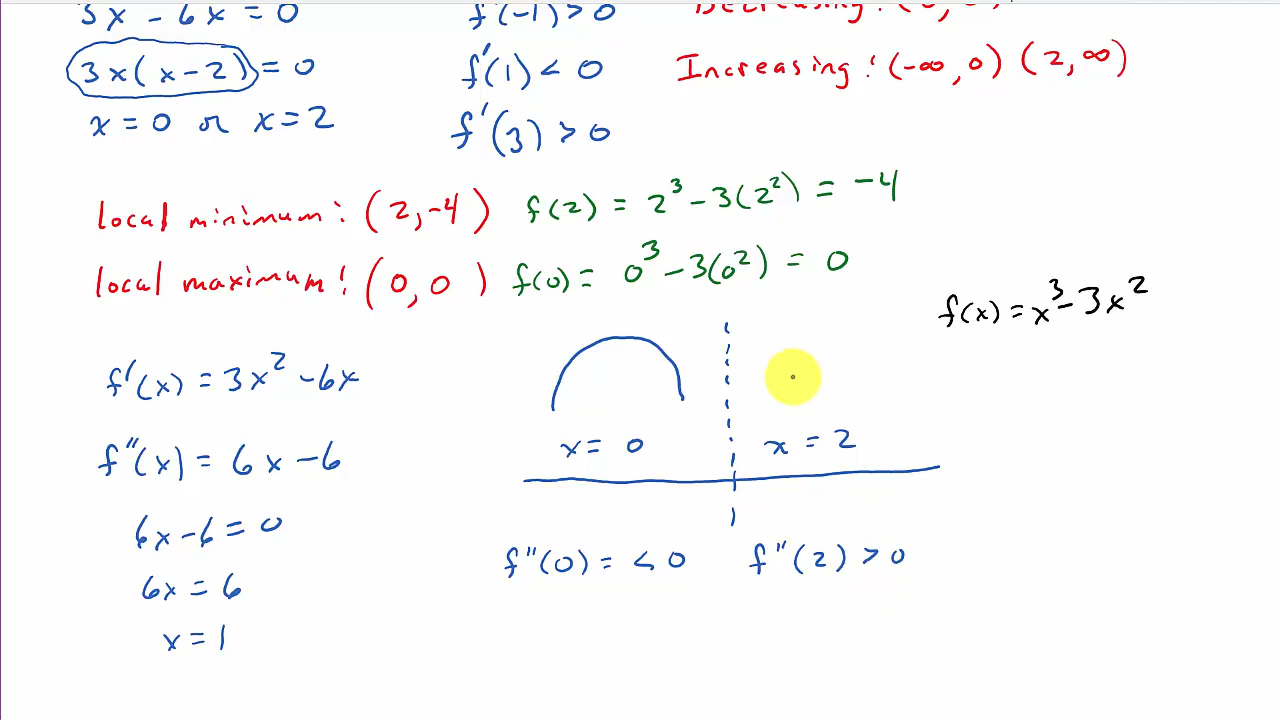 3x - 6x = 0
f'(-1) > 0
3x(x-2) = 0
f'(1) < 0
Increasing: (-∞,0) (2,∞)
x = 0 or x = 2
f'(3) > 0
local minimum: (2,-4) f(2) = 2³ - 3(2²) = -4
local maximum: (0,0) f(0) = 0³ - 3(0²) = 0
f(x) = x³ - 3x²
f'(x) = 3x² - 6x
f''(x) = 6x - 6
x = 0
x = 2
6x - 6 = 0
6x = 6
x = 1
f''(0) = < 0
f''(2) > 0